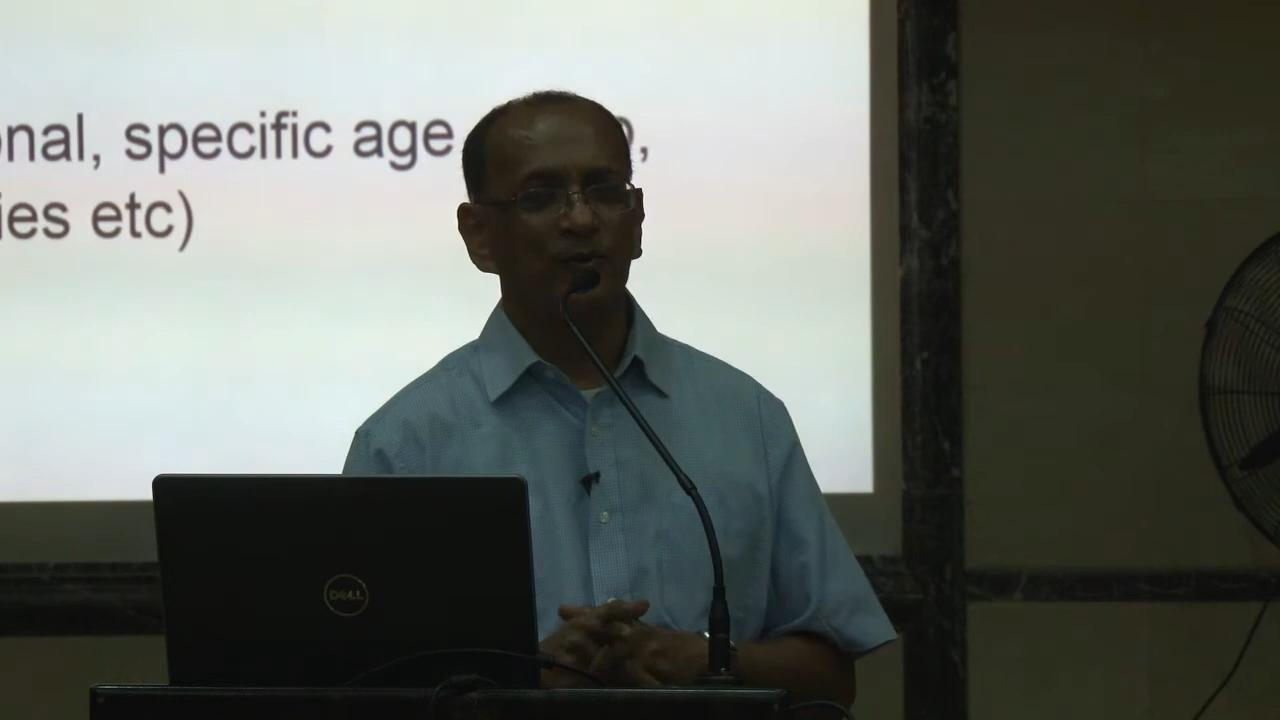 onal, specific age
ies etc)
DELL